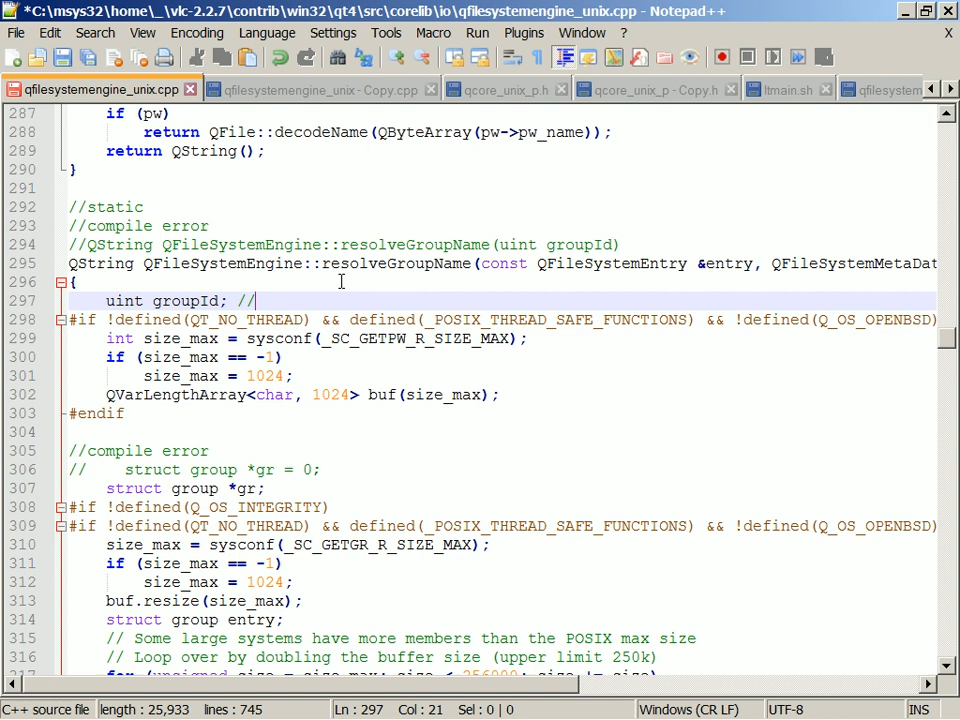 *C:\msys32\home\_\vlc-2.2.7\contrib\win32\qt4\src\corelib\io\qfilesystemengine_unix.cpp - Notepad++
File Edit Search View Encoding Language Settings Tools Macro Run Plugins Window ? X
qfilesystemengine_unix.cpp qfilesystemengine_unix - Copy.cpp qcore_unix_p.h qcore_unix_p - Copy.h ltmain.sh qfilesystem
287 if (pw)
288 return QFile::decodeName(QByteArray(pw->pw_name));
289 return QString();
290 }
291
292 //static
293 //compile error
294 //QString QFileSystemEngine::resolveGroupName(uint groupId)
295 QString QFileSystemEngine::resolveGroupName(const QFileSystemEntry &entry, QFileSystemMetaDat
296 {
297 uint groupId; //
298 #if !defined(QT_NO_THREAD) && defined(_POSIX_THREAD_SAFE_FUNCTIONS) && !defined(Q_OS_OPENBSD)
299 int size_max = sysconf(_SC_GETPW_R_SIZE_MAX);
300 if (size_max == -1)
301 size_max = 1024;
302 QVarLengthArray<char, 1024> buf(size_max);
303 #endif
304
305 //compile error
306 // struct group *gr = 0;
307 struct group *gr;
308 #if !defined(Q_OS_INTEGRITY)
309 #if !defined(QT_NO_THREAD) && defined(_POSIX_THREAD_SAFE_FUNCTIONS) && !defined(Q_OS_OPENBSD)
310 size_max = sysconf(_SC_GETGR_R_SIZE_MAX);
311 if (size_max == -1)
312 size_max = 1024;
313 buf.resize(size_max);
314 struct group entry;
315 // Some large systems have more members than the POSIX max size
316 // Loop over by doubling the buffer size (upper limit 250k)
317 for (unsigned size = size_max; size < 256000; size += size)
C++ source file length : 25,933 lines : 745 Ln : 297 Col : 21 Sel : 0 | 0 Windows (CR LF) UTF-8 INS